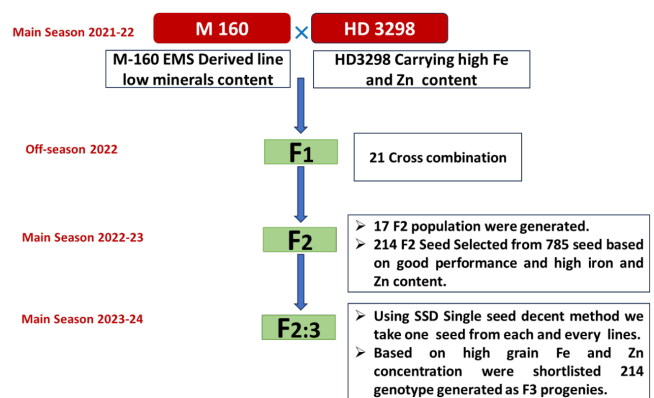 Main Season 2021-22
M 160
×
HD 3298
M-160 EMS Derived line
low minerals content
HD3298 Carrying high Fe
and Zn content
Off-season 2022
F1
21 Cross combination
Main Season 2022-23
F2
➢ 17 F2 population were generated.
➢ 214 F2 Seed Selected from 785 seed based
on good performance and high iron and
Zn content.
Main Season 2023-24
F2:3
➢ Using SSD Single seed decent method we
take one seed from each and every lines.
➢ Based on high grain Fe and Zn
concentration were shortlisted 214
genotype generated as F3 progenies.